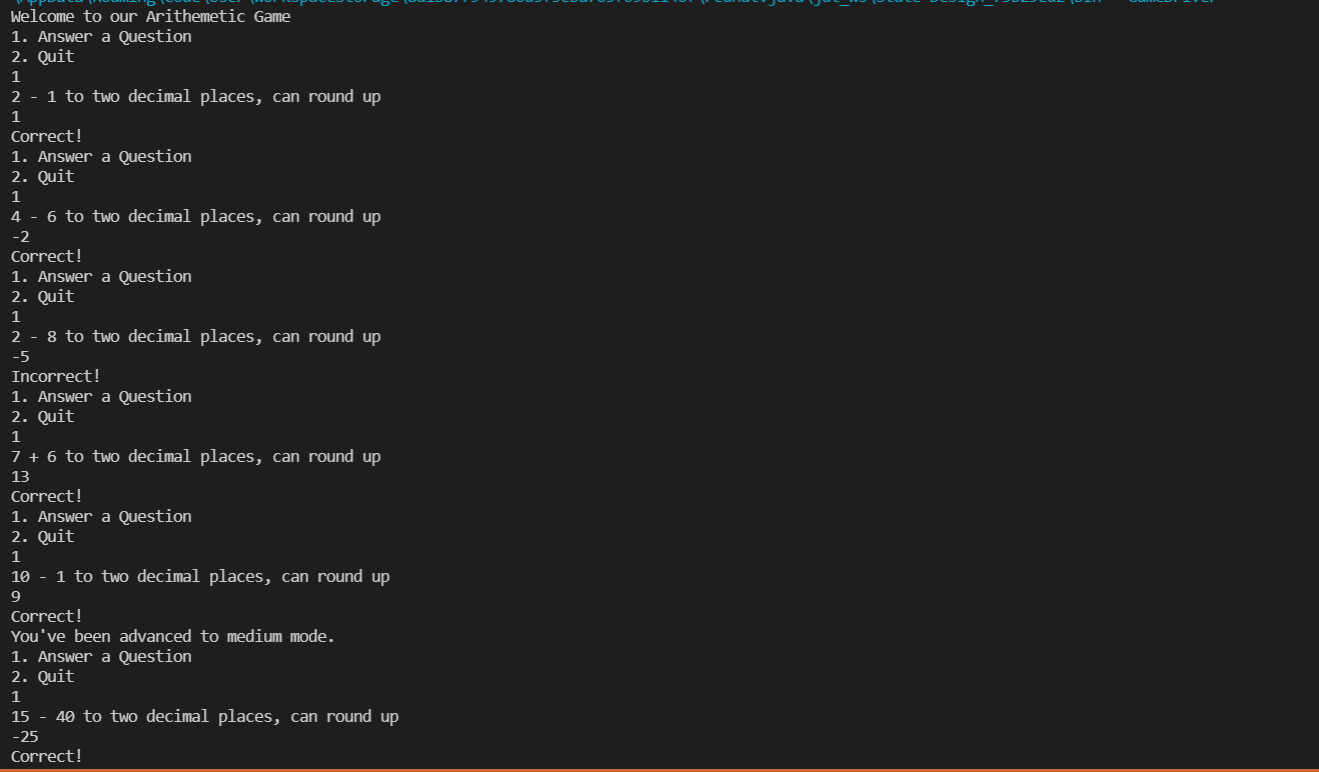 Welcome to our Arithemetic Game
1. Answer a Question
2. Quit
1
2 - 1 to two decimal places, can round up
1
Correct!
1. Answer a Question
2. Quit
1
4 - 6 to two decimal places, can round up
-2
Correct!
1. Answer a Question
2. Quit
1
2 - 8 to two decimal places, can round up
-5
Incorrect!
1. Answer a Question
2. Quit
1
7 + 6 to two decimal places, can round up
13
Correct!
1. Answer a Question
2. Quit
1
10 - 1 to two decimal places, can round up
9
Correct!
You've been advanced to medium mode.
1. Answer a Question
2. Quit
1
15 - 40 to two decimal places, can round up
-25
Correct!